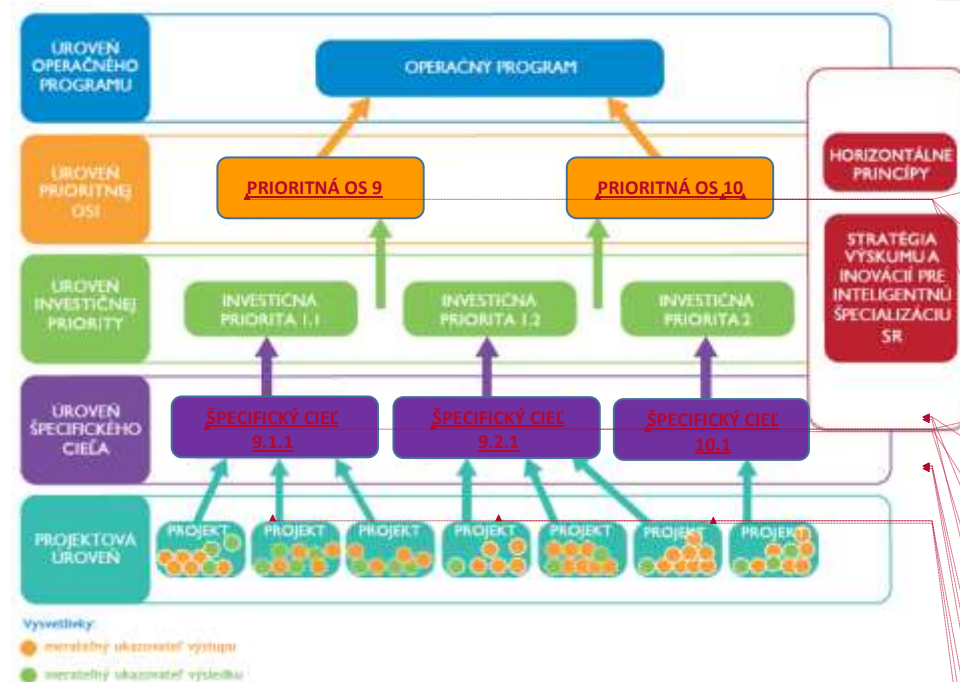 ÚROVEŇ
OPERAČNÉHO
PROGRAMU
OPERAČNÝ PROGRAM
ÚROVEŇ
PRIORITNEJ
OSI
PRIORITNÁ OS 9
PRIORITNÁ OS 10
HORIZONTÁLNE
PRINCÍPY
STRATÉGIA
VÝSKUMU A
INOVÁCIÍ PRE
INTELIGENTNÚ
ŠPECIALIZÁCIU
SR
ÚROVEŇ
INVESTIČNEJ
PRIORITY
INVESTIČNÁ
PRIORITA 1.1
INVESTIČNÁ
PRIORITA 1.2
INVESTIČNÁ
PRIORITA 2
ÚROVEŇ
ŠPECIFICKÉHO
CIEĽA
ŠPECIFICKÝ CIEĽ
9.1.1
ŠPECIFICKÝ CIEĽ
9.2.1
ŠPECIFICKÝ CIEĽ
10.1
PROJEKTOVÁ
ÚROVEŇ
PROJEKT
PROJEKT
PROJEKT
PROJEKT
PROJEKT
PROJEKT
PROJEKT
Vysvetlivky:
merateľný ukazovateľ výstupu
merateľný ukazovateľ výsledku